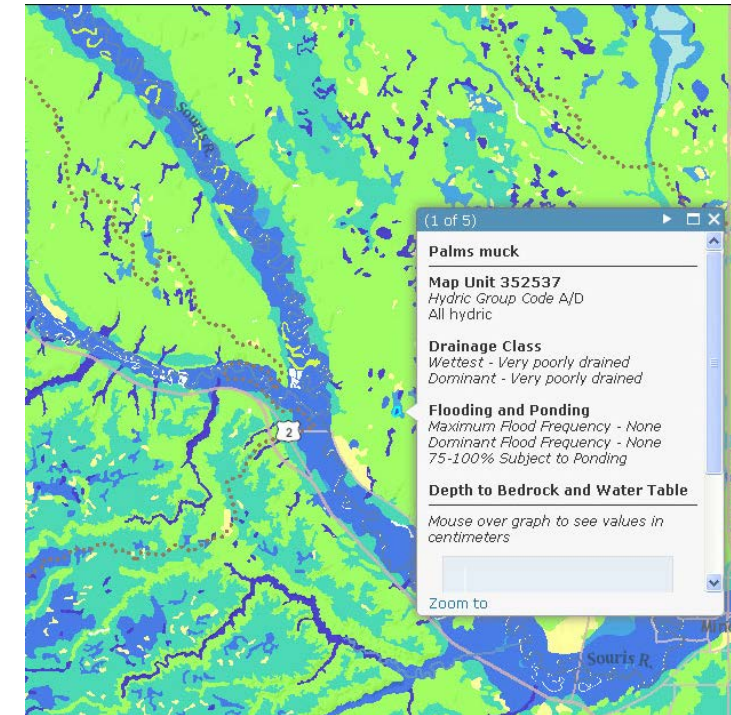 Souris R.
(1 of 5)
Palms muck
Map Unit 352537
Hydric Group Code A/D
All hydric
Drainage Class
Wettest - Very poorly drained
Dominant - Very poorly drained
Flooding and Ponding
Maximum Flood Frequency - None
Dominant Flood Frequency - None
75-100% Subject to Ponding
Depth to Bedrock and Water Table
Mouse over graph to see values in
centimeters
Zoom to
2
Souris R.